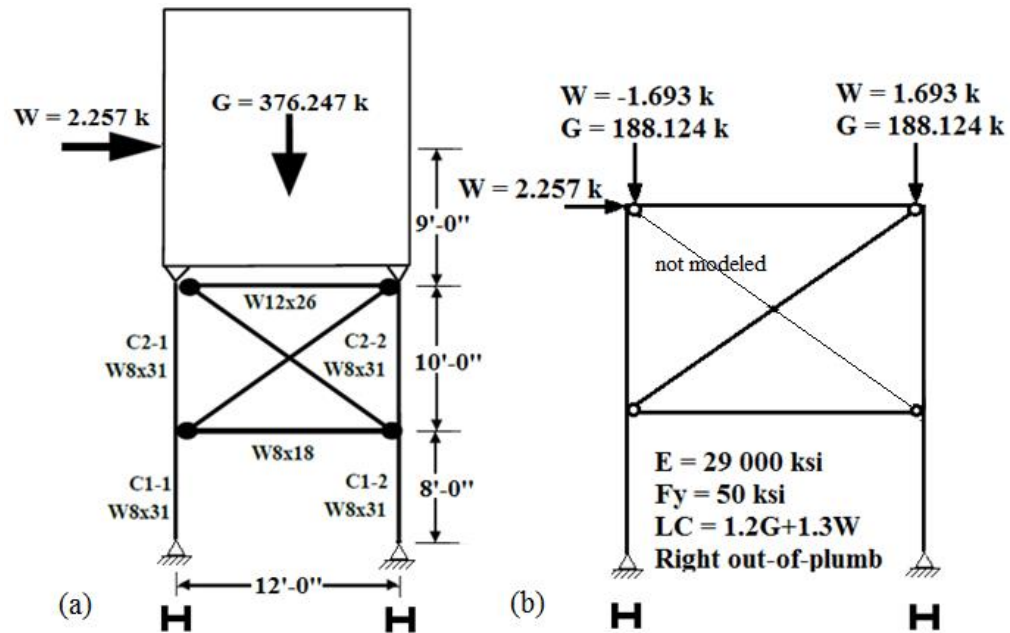 W = 2.257 k
G = 376.247 k
9'-0"
W12x26
C2-1
W8x31
C2-2
W8x31
10'-0"
W8x18
C1-1
W8x31
C1-2
W8x31
8'-0"
12'-0"
(a)
W = -1.693 k
G = 188.124 k
W = 1.693 k
G = 188.124 k
W = 2.257 k
not modeled
E = 29 000 ksi
Fy = 50 ksi
LC = 1.2G+1.3W
Right out-of-plumb
(b)